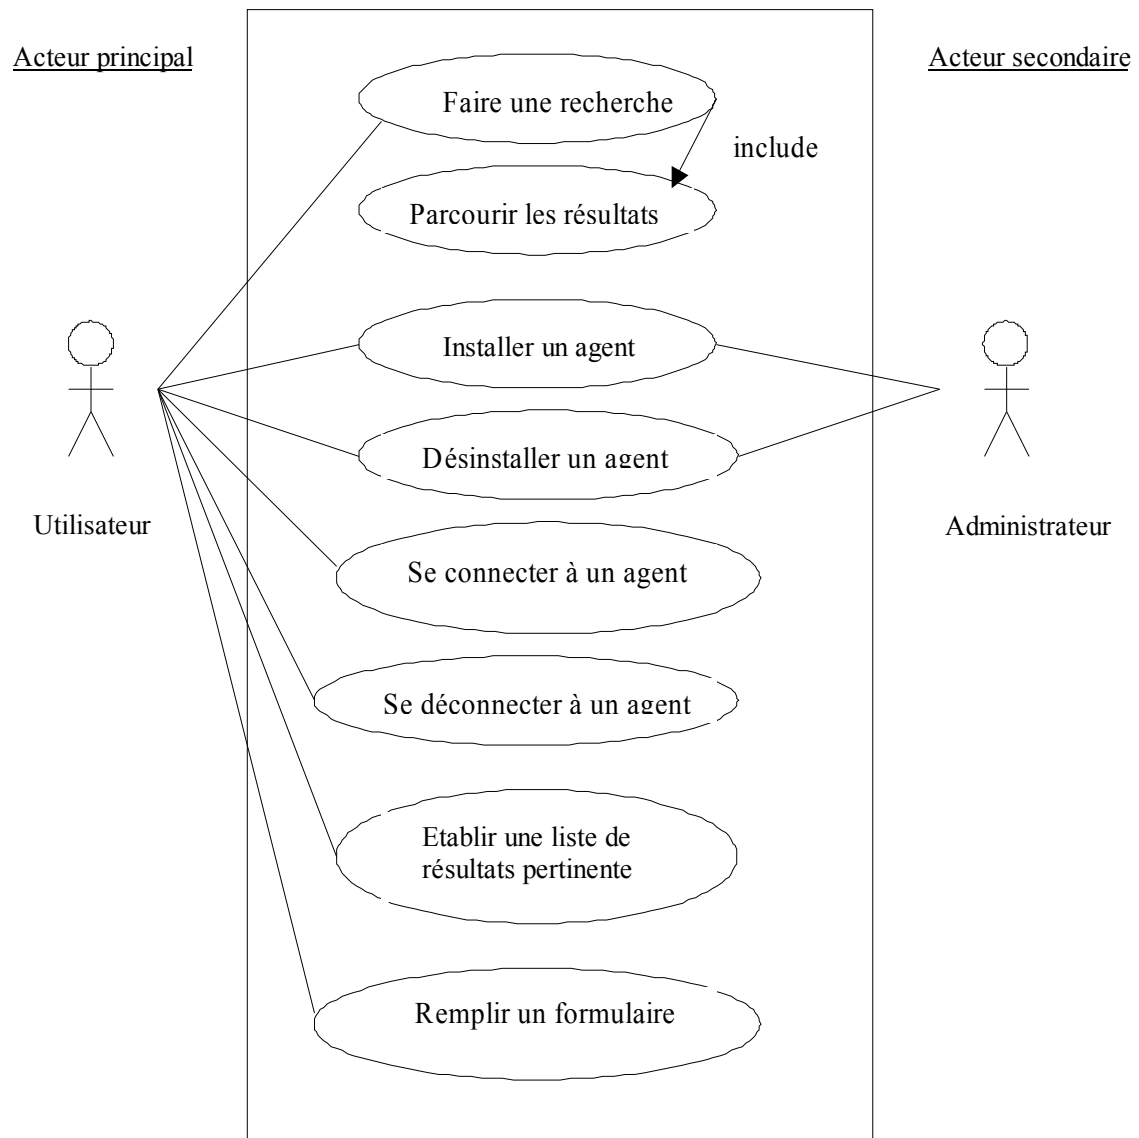 Acteur principal
Acteur secondaire
Faire une recherche
include
Parcourir les résultats
Installer un agent
Désinstaller un agent
Utilisateur
Administrateur
Se connecter à un agent
Se déconnecter à un agent
Etablir une liste de
résultats pertinente
Remplir un formulaire